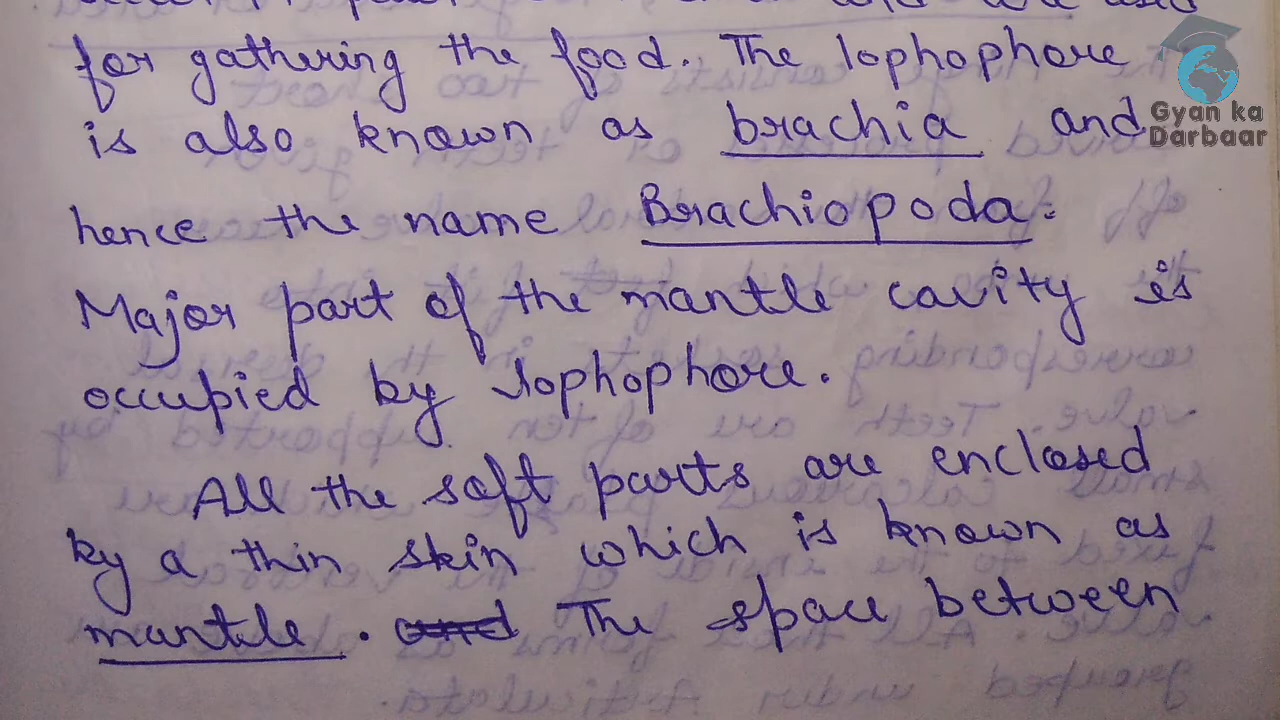 for gathering the food. The lophophore
is also known as brachia and
hence the name Brachiopoda.
Major part of the mantle cavity is
occupied by lophophore.
All the soft parts are enclosed
by a thin skin which is known as
mantle. and The space between
Gyan ka
Darbaar